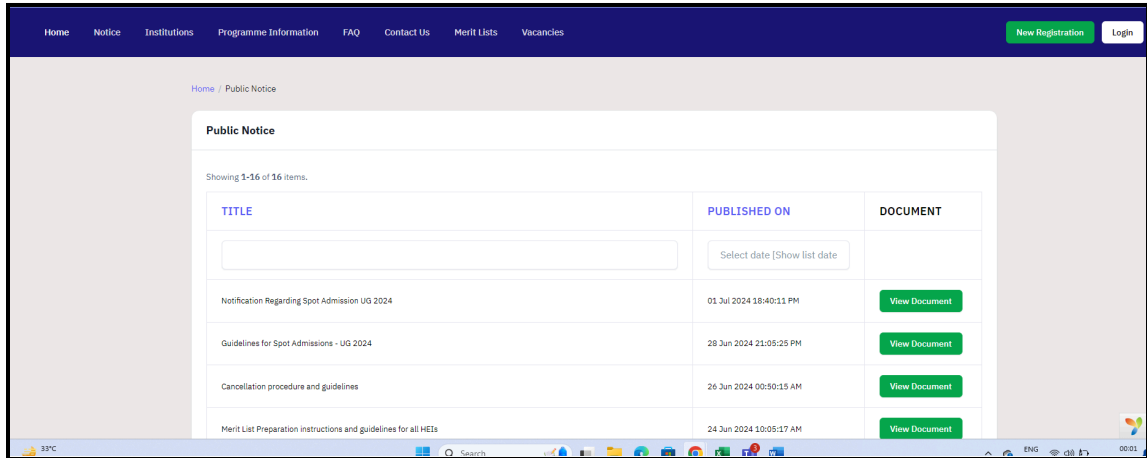 Home Notice Institutions Programme Information FAQ Contact Us Merit Lists Vacancies New Registration Login
Home / Public Notice
Public Notice
Showing 1-16 of 16 items.
TITLE PUBLISHED ON DOCUMENT
Select date [Show list date
Notification Regarding Spot Admission UG 2024 01 Jul 2024 18:40:11 PM View Document
Guidelines for Spot Admissions - UG 2024 28 Jun 2024 21:05:25 PM View Document
Cancellation procedure and guidelines 26 Jun 2024 00:50:15 AM View Document
Merit List Preparation instructions and guidelines for all HEIs 24 Jun 2024 10:05:17 AM View Document
33°C Search 3 ENG 00:01